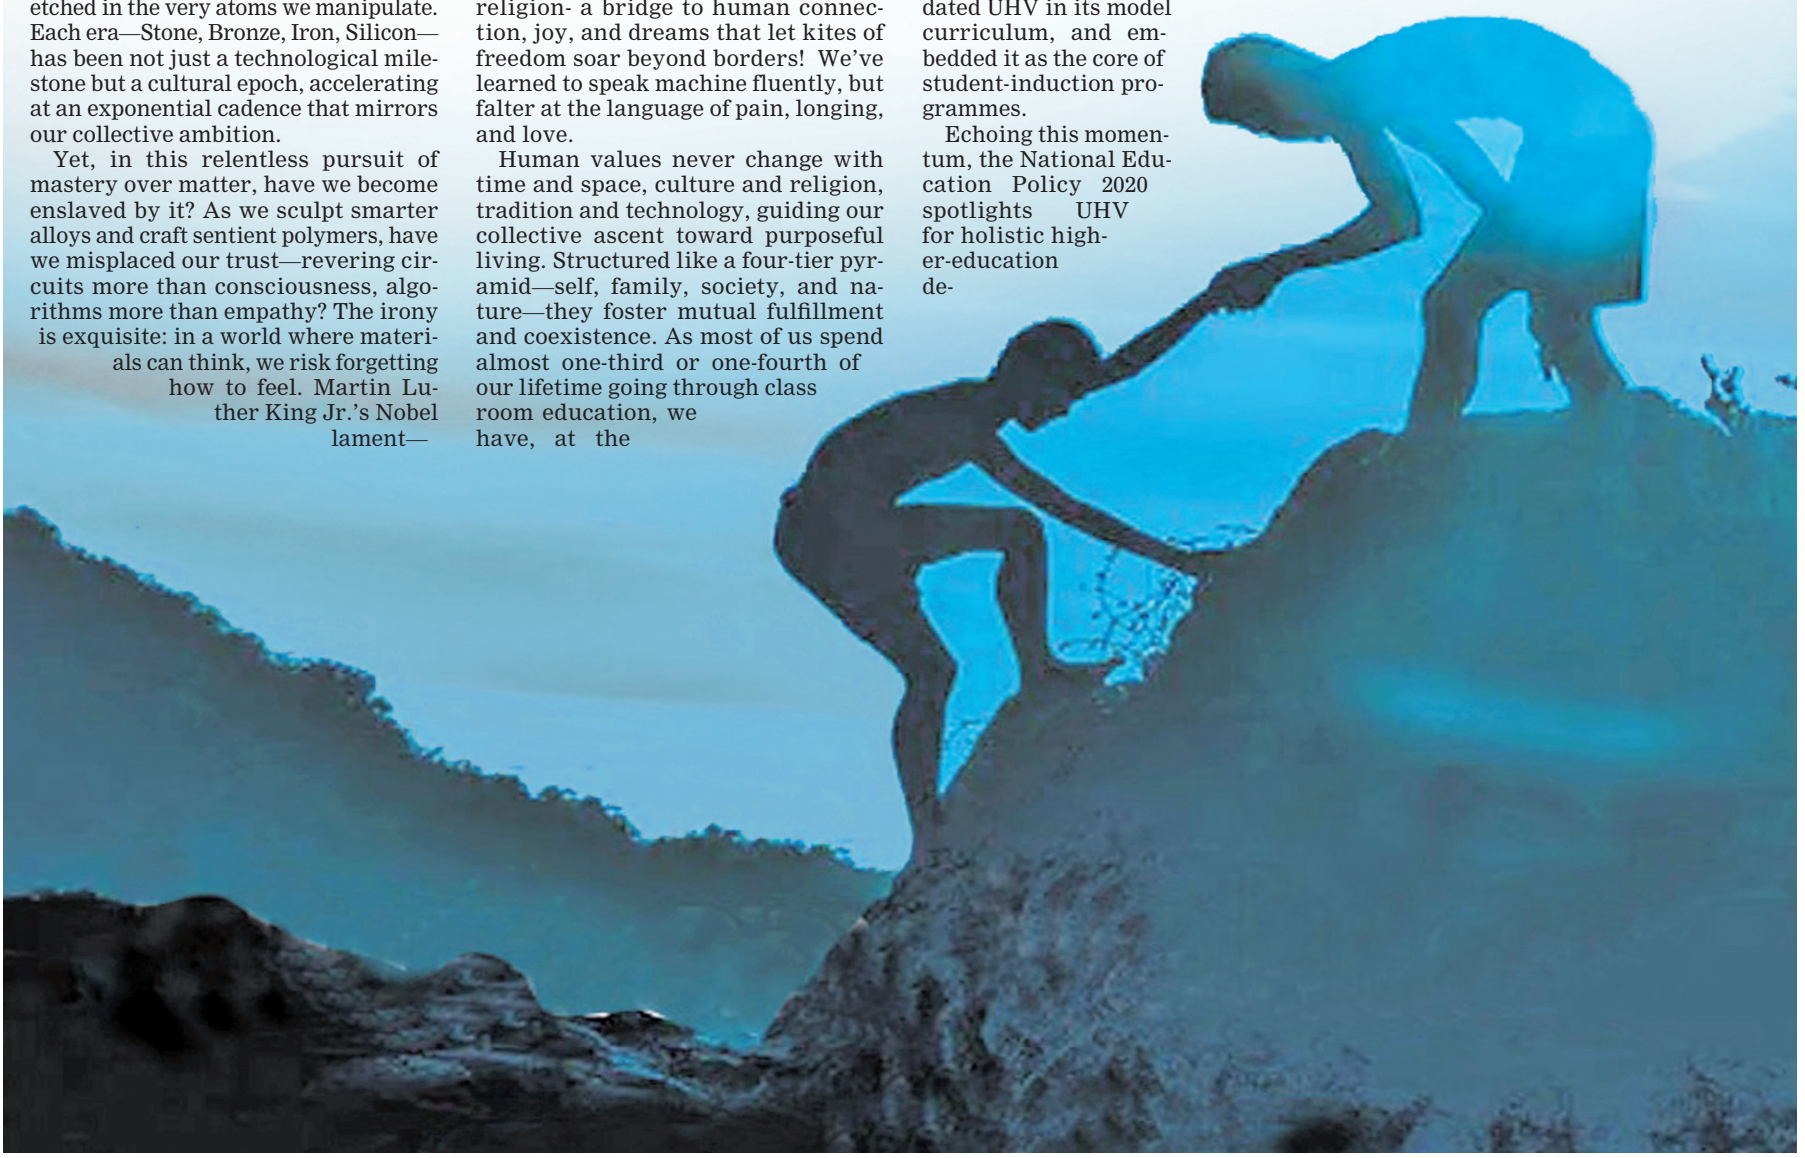 etched in the very atoms we manipulate.
Each era—Stone, Bronze, Iron, Silicon—
has been not just a technological mile-
stone but a cultural epoch, accelerating
at an exponential cadence that mirrors
our collective ambition.
Yet, in this relentless pursuit of
mastery over matter, have we become
enslaved by it? As we sculpt smarter
alloys and craft sentient polymers, have
we misplaced our trust—revering cir-
cuits more than consciousness, algo-
rithms more than empathy? The irony
is exquisite: in a world where materi-
als can think, we risk forgetting
how to feel. Martin Lu-
ther King Jr.’s Nobel
lament—
religion- a bridge to human connec-
tion, joy, and dreams that let kites of
freedom soar beyond borders! We’ve
learned to speak machine fluently, but
falter at the language of pain, longing,
and love.
Human values never change with
time and space, culture and religion,
tradition and technology, guiding our
collective ascent toward purposeful
living. Structured like a four-tier pyr-
amid—self, family, society, and na-
ture—they foster mutual fulfillment
and coexistence. As most of us spend
almost one-third or one-fourth of
our lifetime going through class
room education, we
have, at the
dated UHV in its model
curriculum, and em-
bedded it as the core of
student-induction pro-
grammes.
Echoing this momen-
tum, the National Edu-
cation Policy 2020
spotlights UHV
for holistic high-
er-education
de-